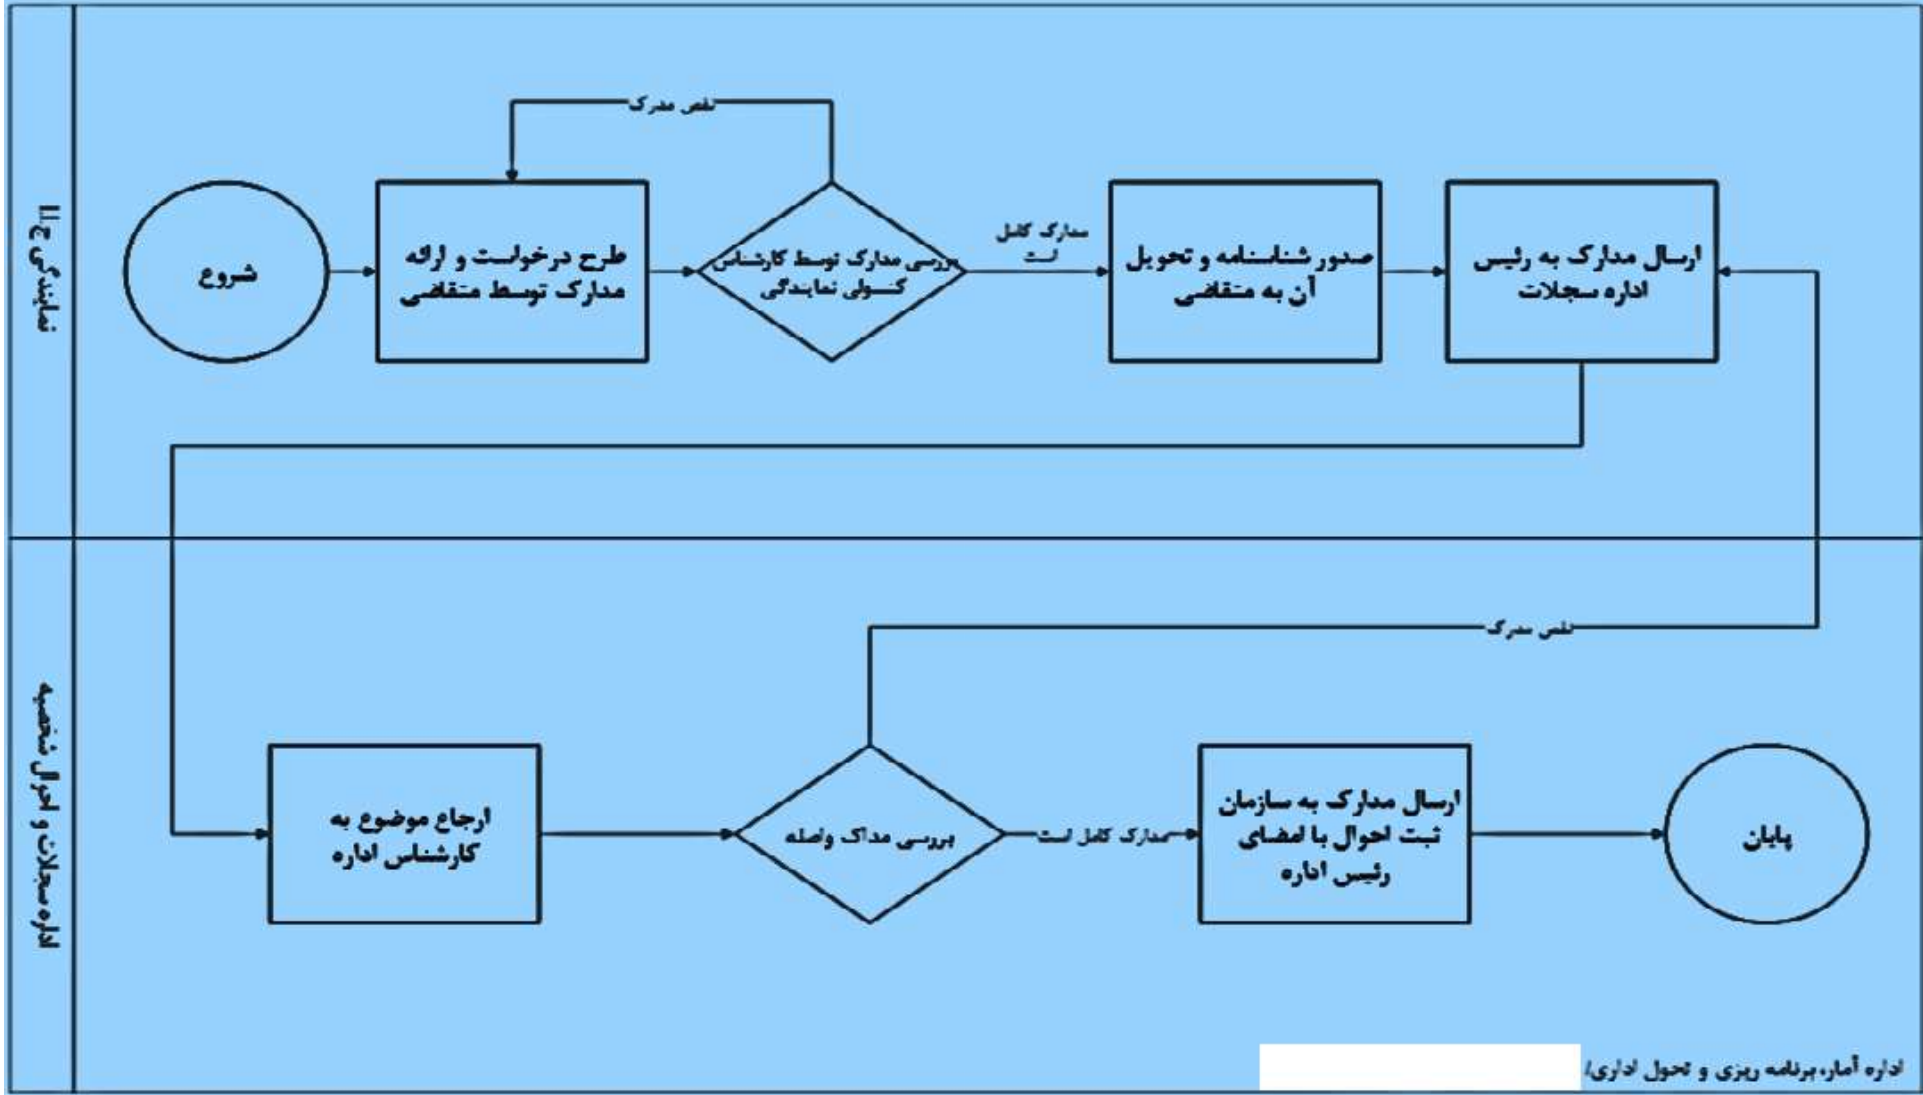 نمایندگی ج.ا.ا
شروع
طرح درخواست و ارائه
مدارک توسط متقاضی
نقص مدرک
بررسی مدارک توسط کارشناس
کنسولی نمایندگی
مدارک کامل
است
صدور شناسنامه و تحویل
آن به متقاضی
ارسال مدارک به رئیس
اداره سجلات
اداره سجلات و احوال شخصیه
نقص مدرک
ارجاع موضوع به
کارشناس اداره
بررسی مداک واصله
مدارک کامل است
ارسال مدارک به سازمان
ثبت احوال با امضای
رئیس اداره
پایان
اداره آمار، برنامه ریزی و تحول اداری/